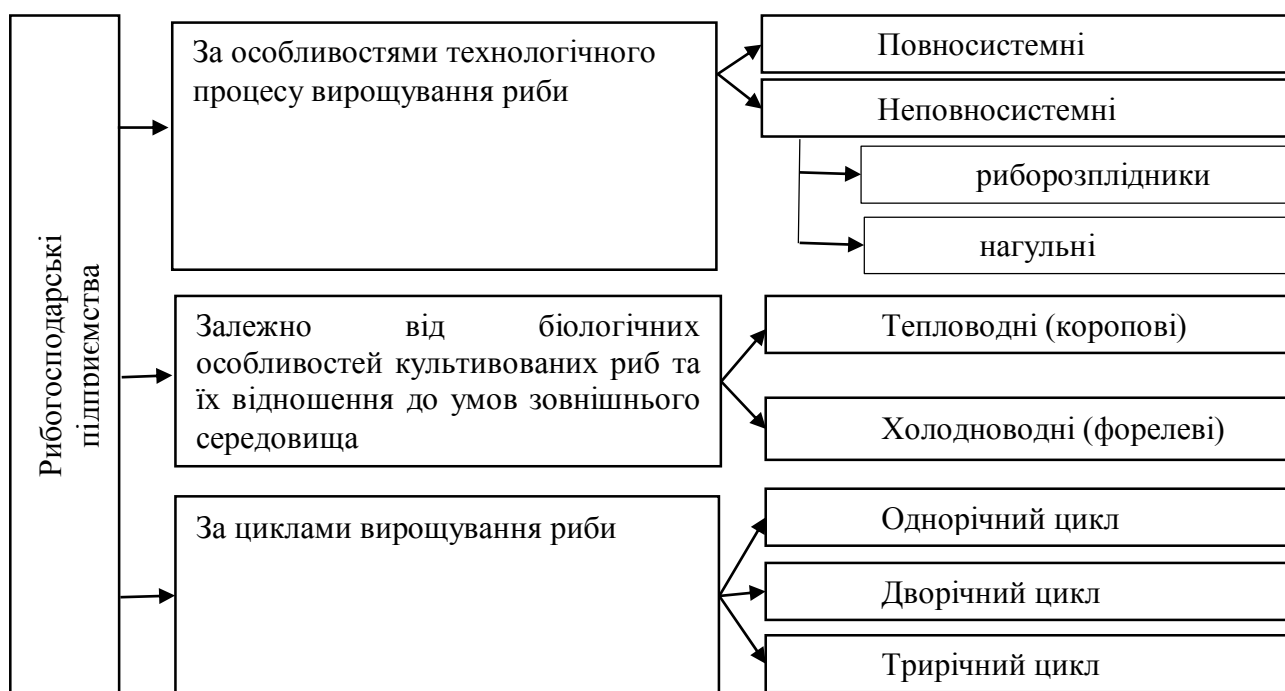 Рибогосподарські
підприємства
За особливостями технологічного
процесу вирощування риби
Повносистемні
Неповносистемні
риборозплідники
нагульні
Залежно від біологічних
особливостей культивованих риб та
їх відношення до умов зовнішнього
середовища
Тепловодні (коропові)
Холодноводні (форелеві)
За циклами вирощування риби
Однорічний цикл
Дворічний цикл
Трирічний цикл